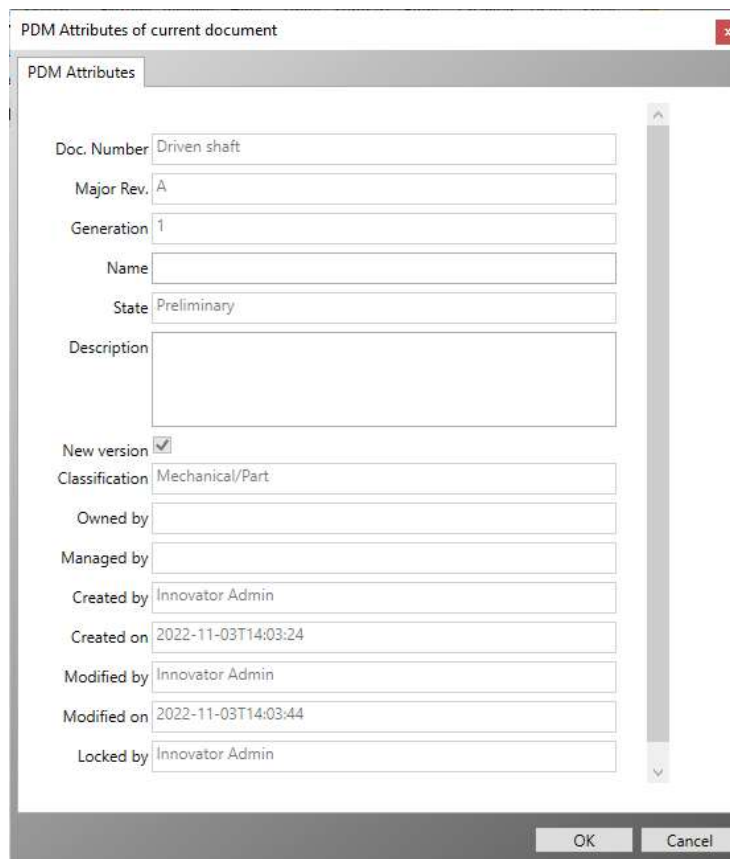 PDM Attributes of current document
PDM Attributes
Doc. Number Driven shaft
Major Rev. A
Generation 1
Name
State Preliminary
Description
New version
Classification Mechanical/Part
Owned by
Managed by
Created by Innovator Admin
Created on 2022-11-03T14:03:24
Modified by Innovator Admin
Modified on 2022-11-03T14:03:44
Locked by Innovator Admin
OK Cancel